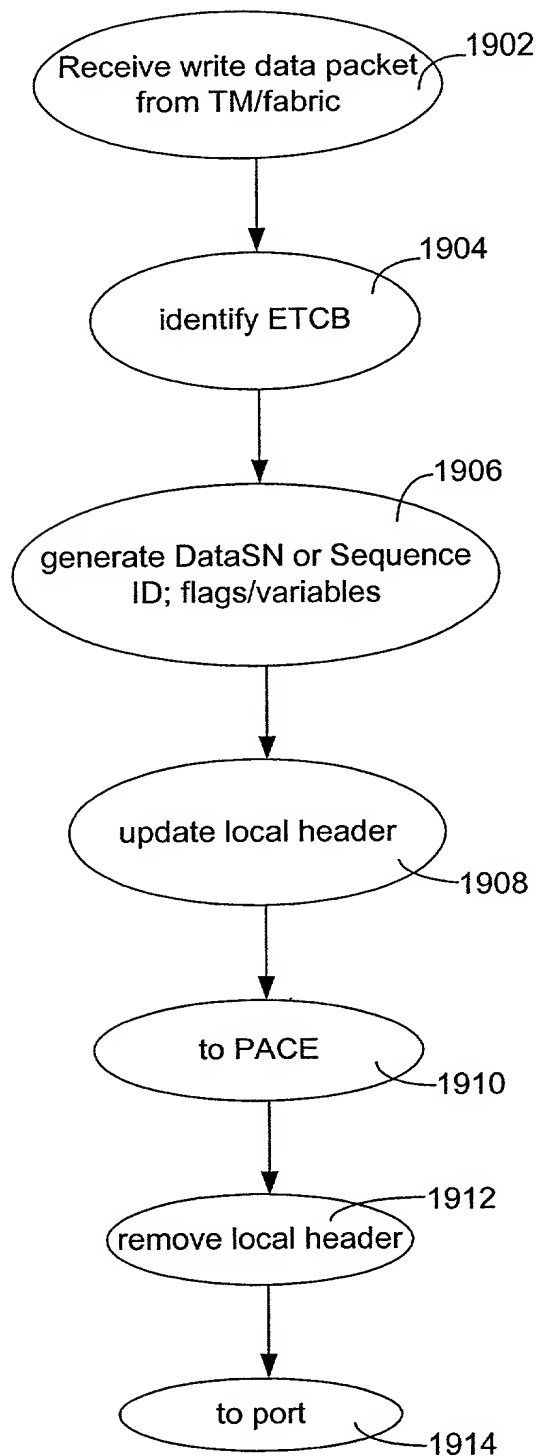 Receive write data packet
from TM/fabric
1902
1904
identify ETCB
1906
generate DataSN or Sequence
ID; flags/variables
update local header
1908
to PACE
1910
1912
remove local header
to port
1914